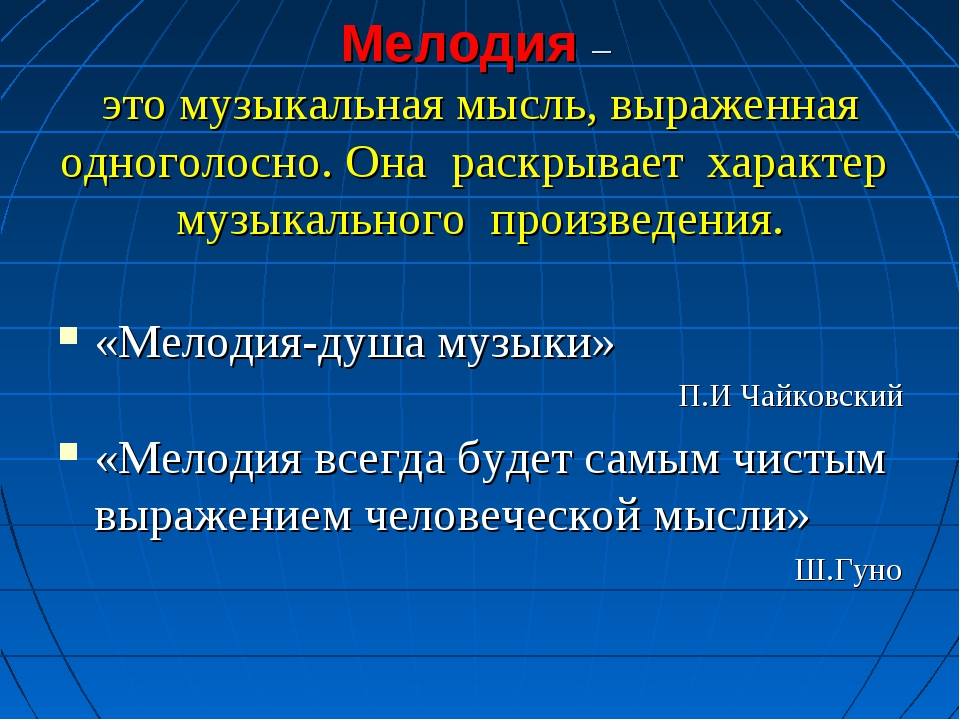 Мелодия –
это музыкальная мысль, выраженная
одноголосно. Она раскрывает характер
музыкального произведения.
«Мелодия-душа музыки»
П.И Чайковский
«Мелодия всегда будет самым чистым
выражением человеческой мысли»
Ш.Гуно